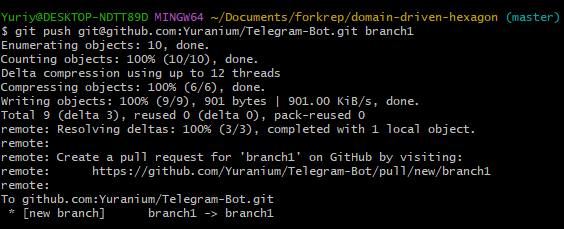 Yuriy@DESKTOP-NDTT89D MINGW64 ~/Documents/forkrep/domain-driven-hexagon (master)
$ git push git@github.com:Yuranium/Telegram-Bot.git branch1
Enumerating objects: 10, done.
Counting objects: 100% (10/10), done.
Delta compression using up to 12 threads
Compressing objects: 100% (6/6), done.
Writing objects: 100% (9/9), 901 bytes | 901.00 KiB/s, done.
Total 9 (delta 3), reused 0 (delta 0), pack-reused 0
remote: Resolving deltas: 100% (3/3), completed with 1 local object.
remote:
remote: Create a pull request for 'branch1' on GitHub by visiting:
remote:      https://github.com/Yuranium/Telegram-Bot/pull/new/branch1
remote:
To github.com:Yuranium/Telegram-Bot.git
 * [new branch]      branch1 -> branch1